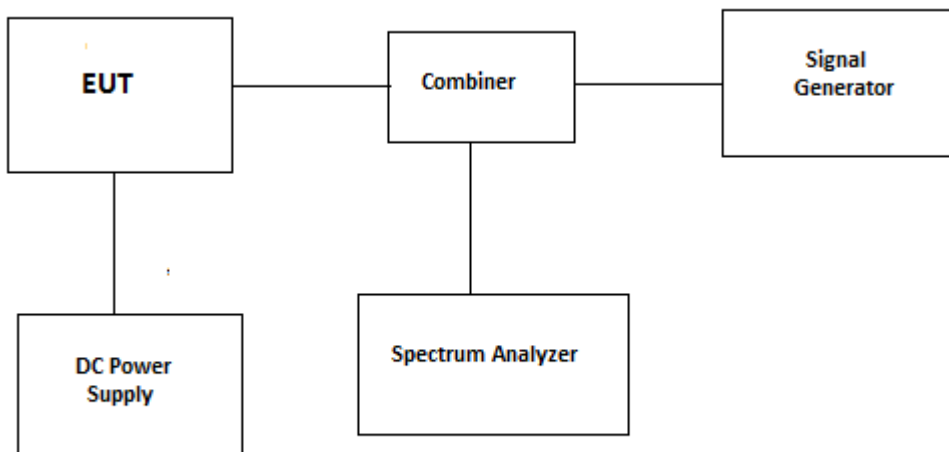 EUT
Combiner
Signal
Generator
DC Power
Supply
Spectrum Analyzer